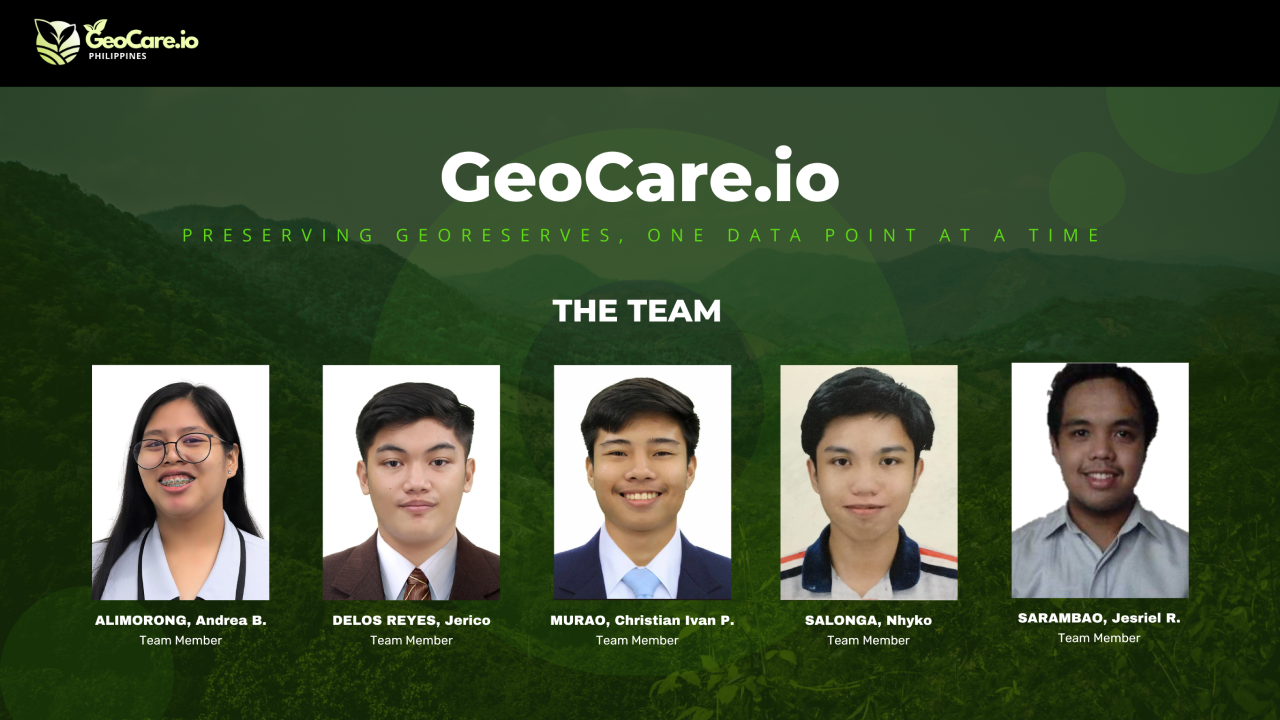 GeoCare.io
PHILIPPINES
GeoCare.io
PRESERVING GEORESERVES, ONE DATA POINT AT A TIME
THE TEAM
ALIMORONG, Andrea B.
Team Member
DELOS REYES, Jerico
Team Member
MURAO, Christian Ivan P.
Team Member
SALONGA, Nhyko
Team Member
SARAMBAO, Jesriel R.
Team Member